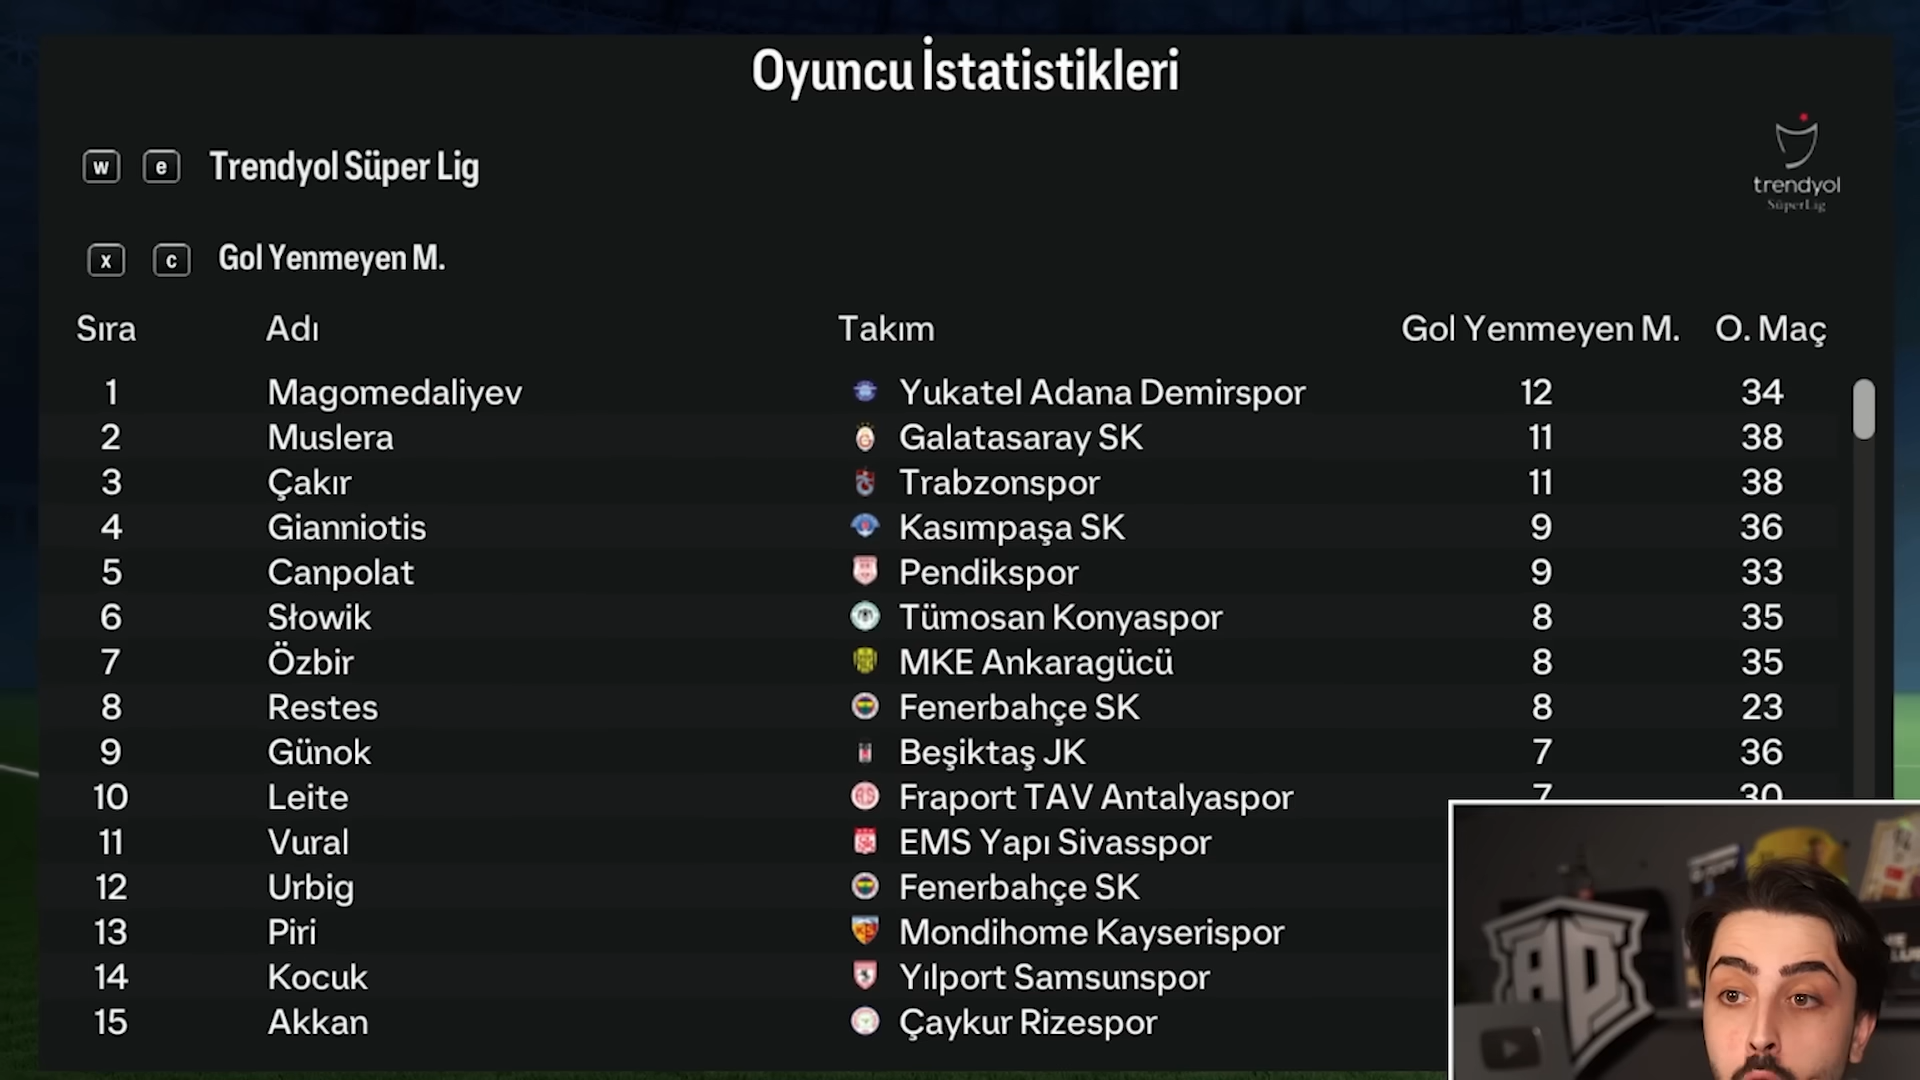 Oyuncu İstatistikleri
w e Trendyol Süper Lig
trendyol
SüperLig
x c Gol Yenmeyen M.
Sıra Adı Takım Gol Yenmeyen M. O. Maç
1 Magomedaliyev Yukatel Adana Demirspor 12 34
2 Muslera Galatasaray SK 11 38
3 Çakır Trabzonspor 11 38
4 Gianniotis Kasımpaşa SK 9 36
5 Canpolat Pendikspor 9 33
6 Słowik Tümosan Konyaspor 8 35
7 Özbir MKE Ankaragücü 8 35
8 Restes Fenerbahçe SK 8 23
9 Günok Beşiktaş JK 7 36
10 Leite Fraport TAV Antalyaspor 7 30
11 Vural EMS Yapı Sivasspor
12 Urbig Fenerbahçe SK
13 Piri Mondihome Kayserispor
14 Kocuk Yılport Samsunspor
15 Akkan Çaykur Rizespor